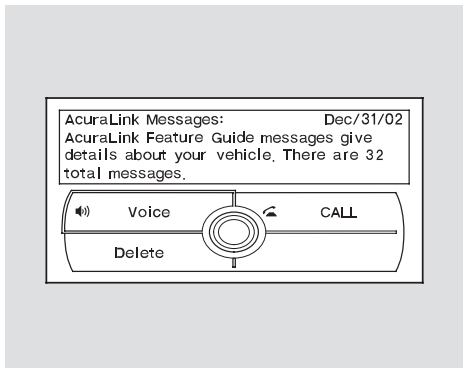 AcuraLink Messages: Dec/31/02
AcuraLink Feature Guide messages give
details about your vehicle. There are 32
total messages.
Voice CALL
Delete